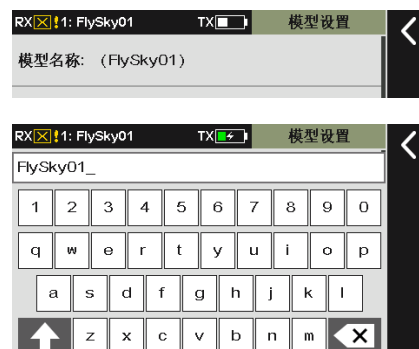 RX 1: FlySky01 TX 模型设置
模型名称: (FlySky01)
RX 1: FlySky01 TX 模型设置
FlySky01_
1 2 3 4 5 6 7 8 9 0
q w e r t y u i o p
a s d f g h j k l
z x c v b n m